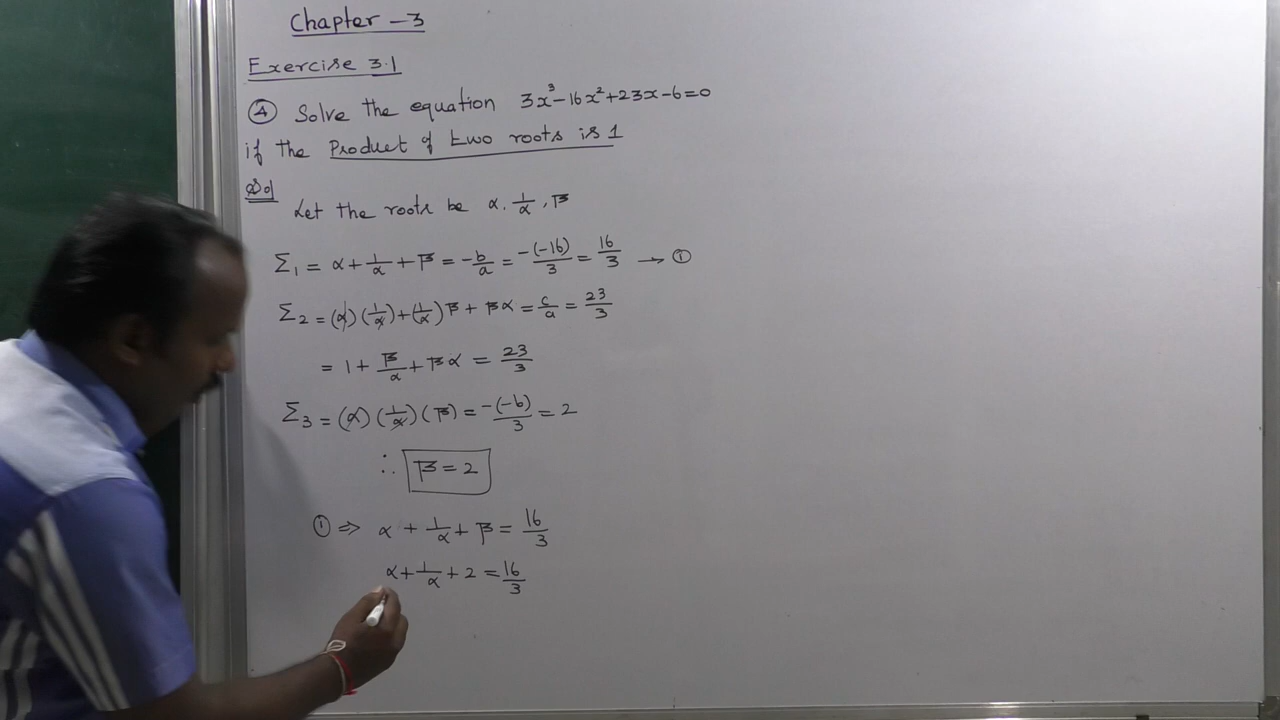 Chapter -3
Exercise 3.1
④ Solve the equation 3x³-16x²+23x-6=0
if the Product of two roots is 1
Sol
Let the roots be α, 1/α, β
Σ₁ = α + 1/α + β = -b/a = -(-16)/3 = 16/3 → ①
Σ₂ = (α)(1/α)+(1/α)β + βα = c/a = 23/3
= 1 + β/α + βα = 23/3
Σ₃ = (α)(1/α)(β) = -(-6)/3 = 2
∴ β = 2
① ⇒ α + 1/α + β = 16/3
α + 1/α + 2 = 16/3